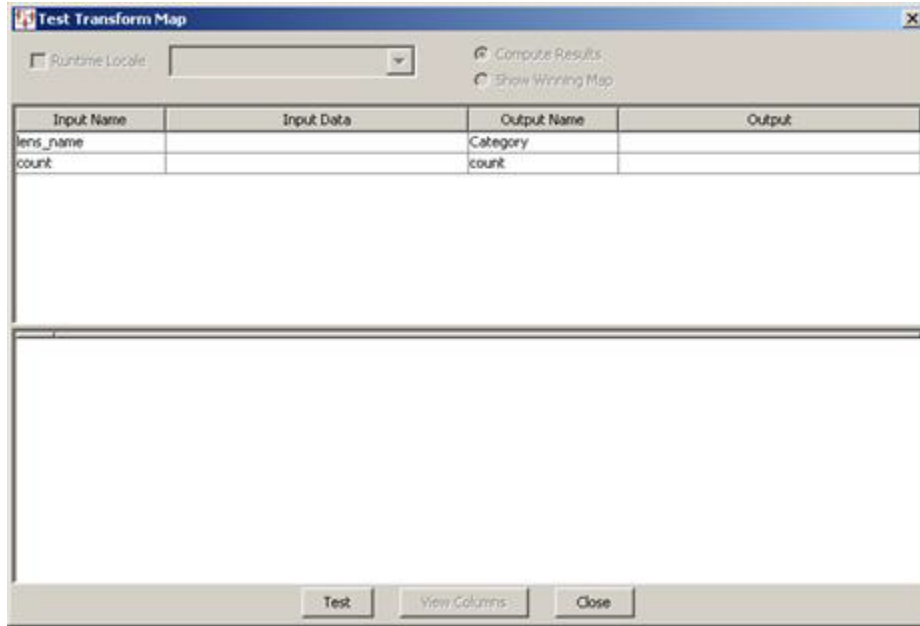 Test Transform Map
Runtime Locale
Compute Results
Show Winning Map
Input Name Input Data Output Name Output
lens_name Category
count count
Test View Columns Close